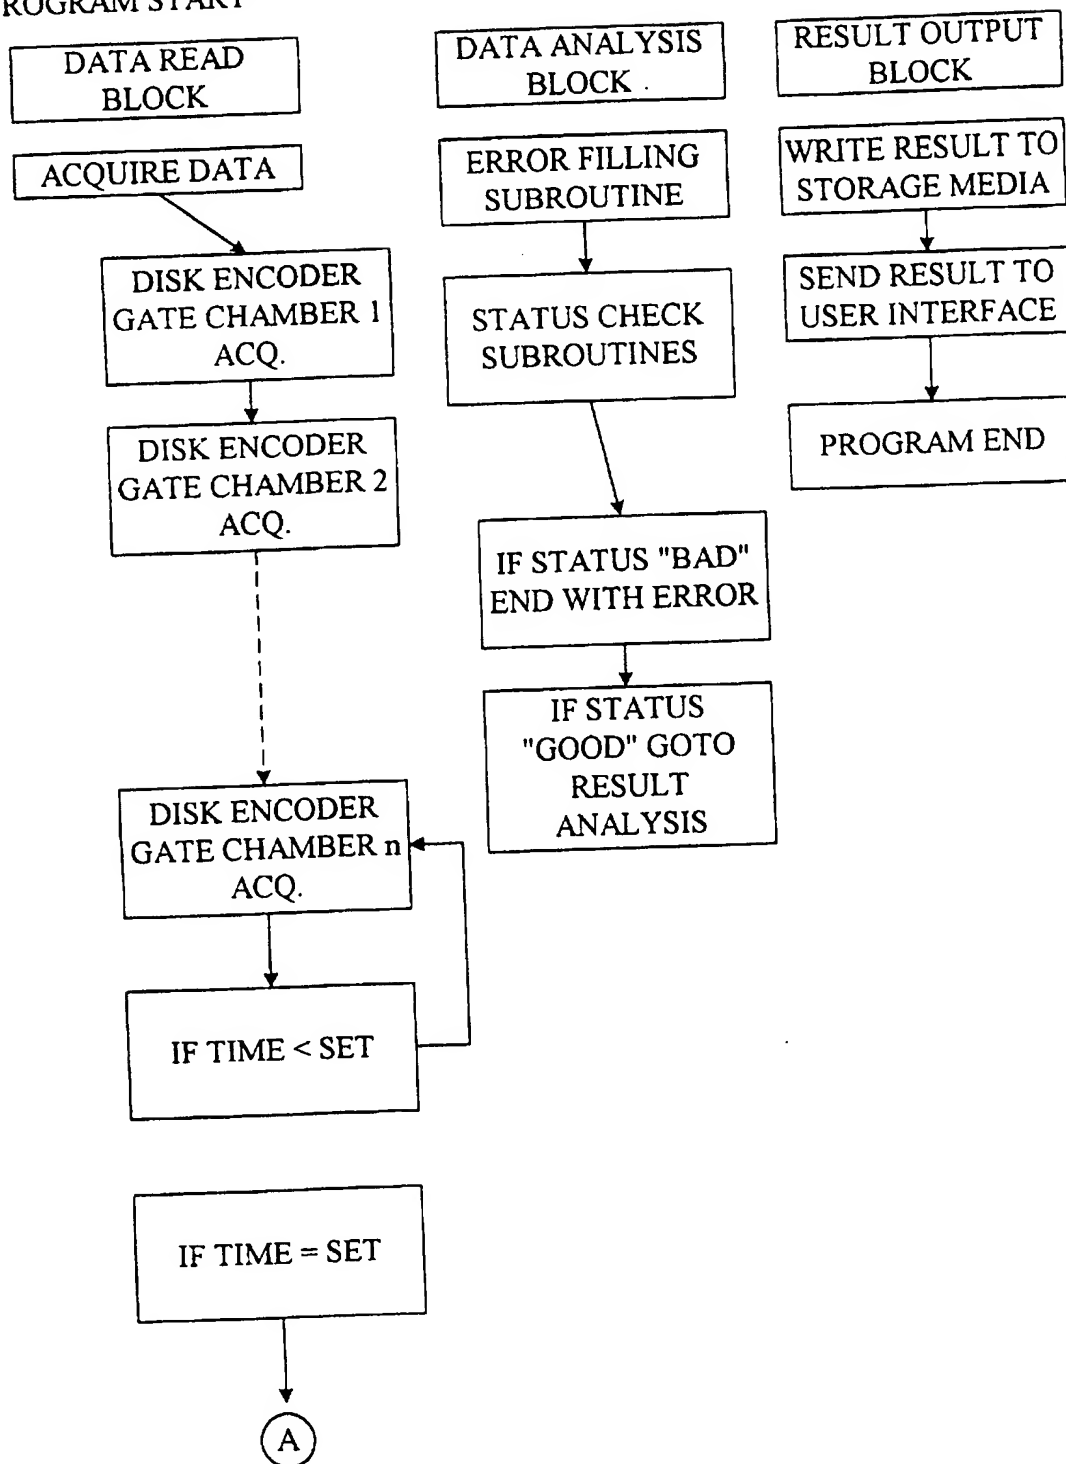 ROGRAM START
DATA READ
BLOCK
ACQUIRE DATA
DISK ENCODER
GATE CHAMBER 1
ACQ.
DISK ENCODER
GATE CHAMBER 2
ACQ.
DISK ENCODER
GATE CHAMBER n
ACQ.
IF TIME < SET
IF TIME = SET
A
DATA ANALYSIS
BLOCK
ERROR FILLING
SUBROUTINE
STATUS CHECK
SUBROUTINES
IF STATUS "BAD"
END WITH ERROR
IF STATUS
"GOOD" GOTO
RESULT
ANALYSIS
RESULT OUTPUT
BLOCK
WRITE RESULT TO
STORAGE MEDIA
SEND RESULT TO
USER INTERFACE
PROGRAM END